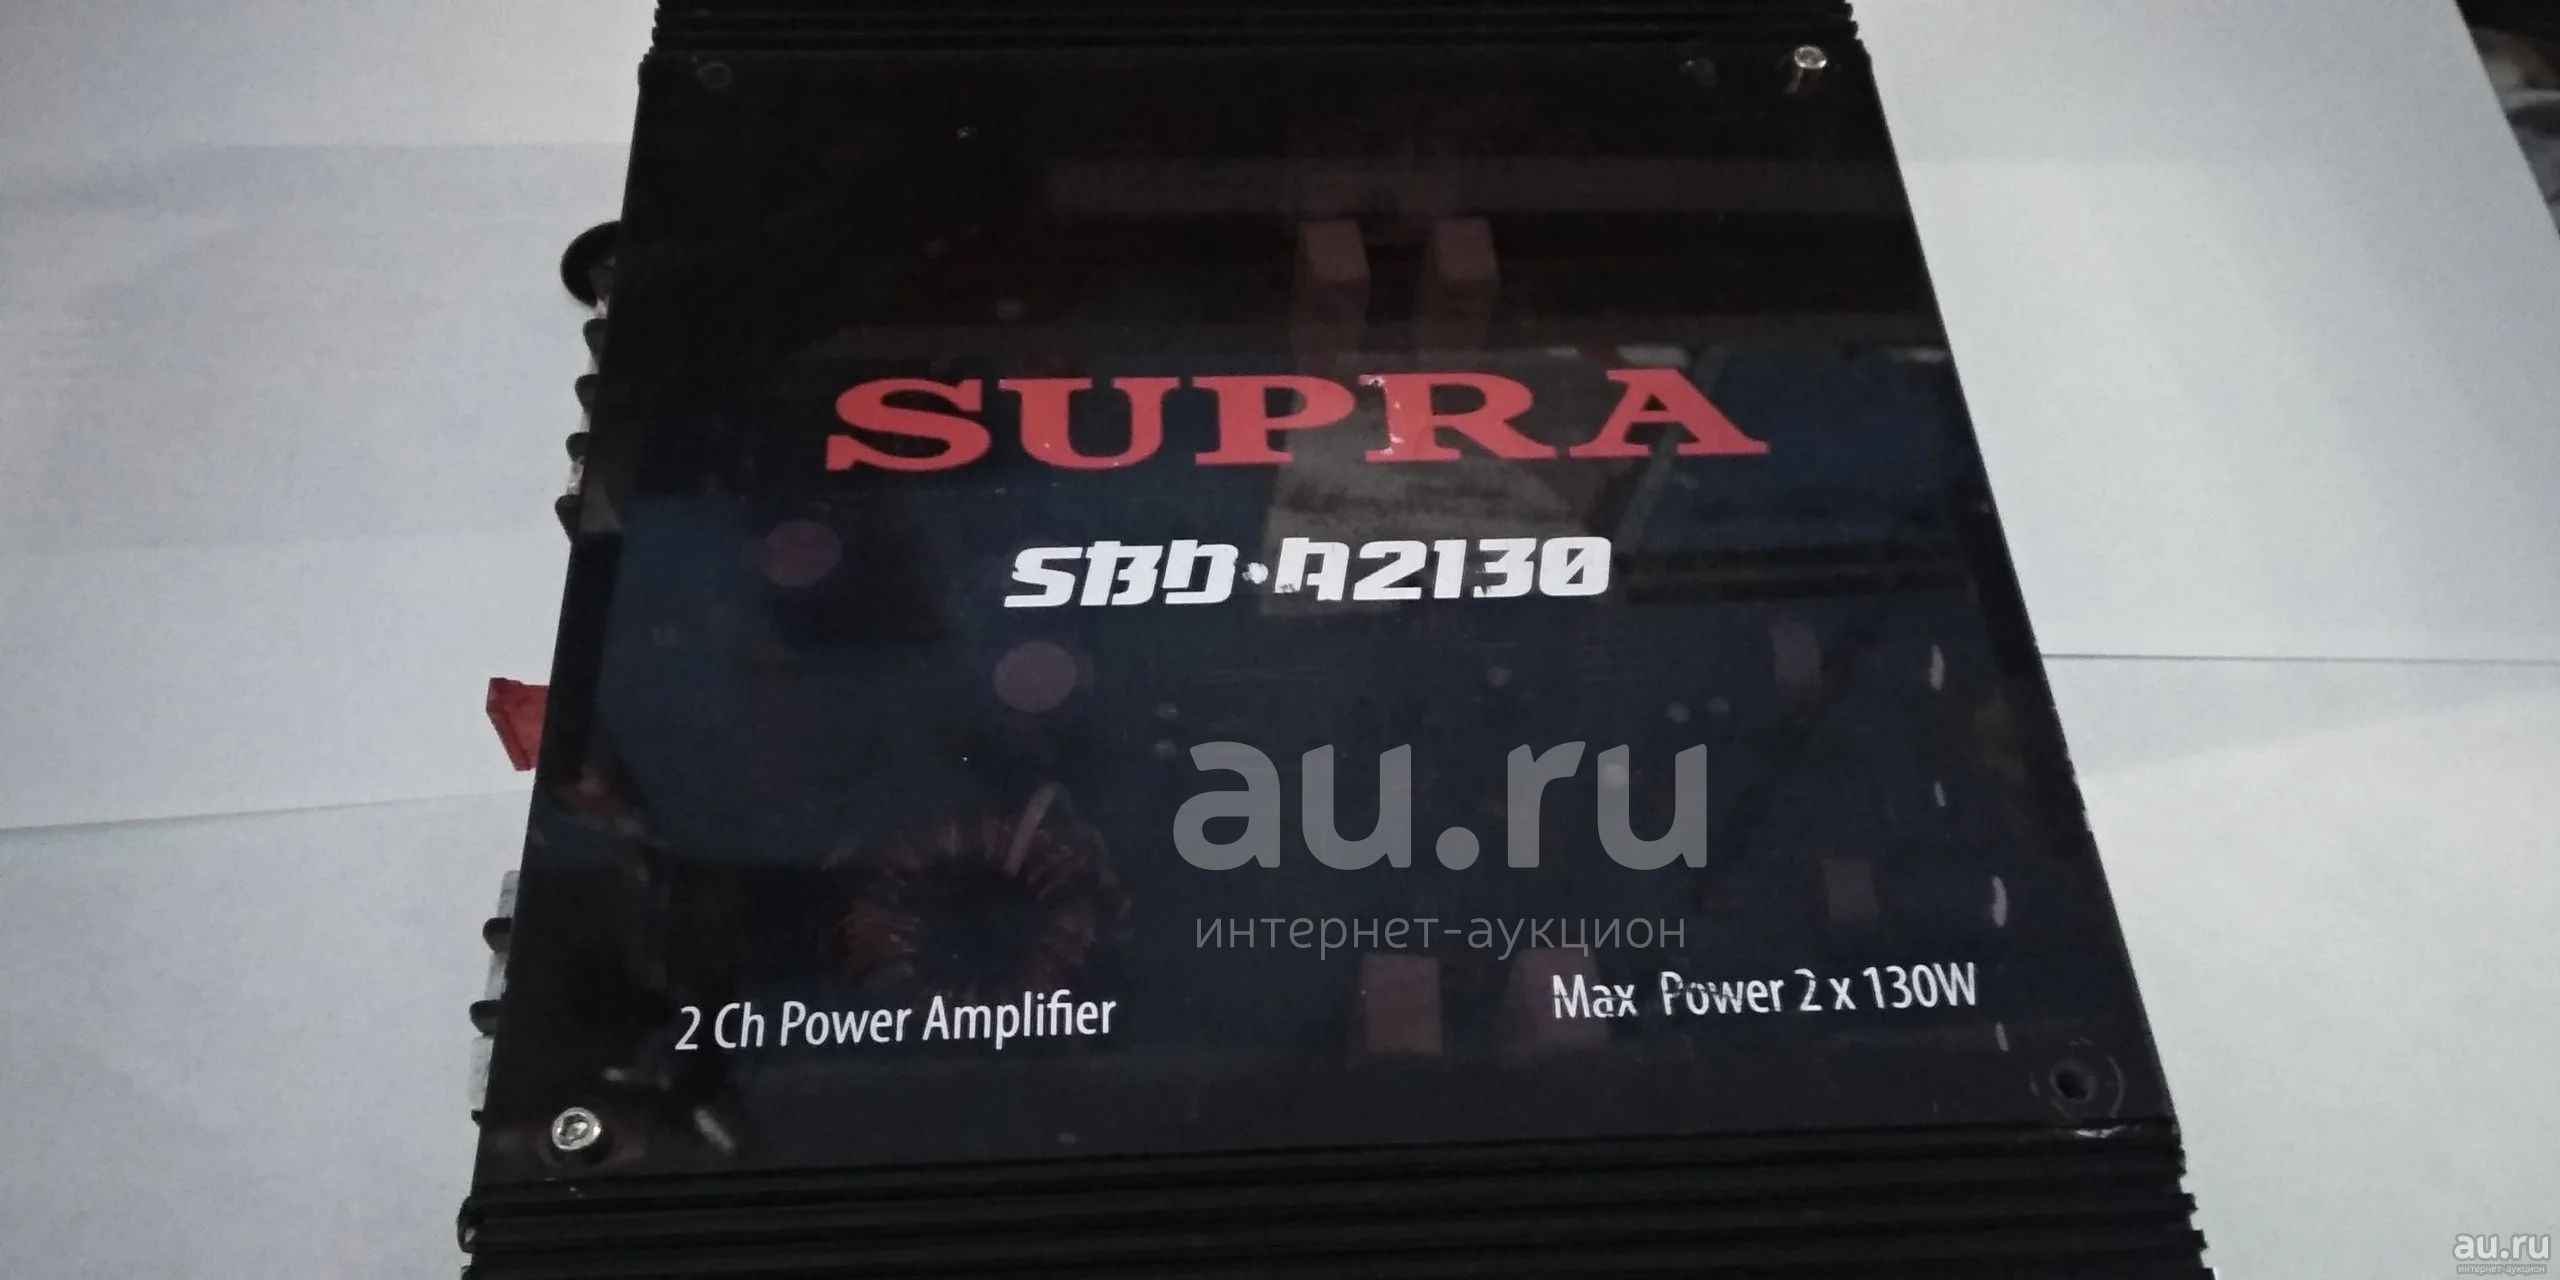 SUPRA
SBD-A2130
au.ru
интернет-аукцион
2 Ch Power Amplifier
Max Power 2 x 130W
au.ru
интернет-аукцион